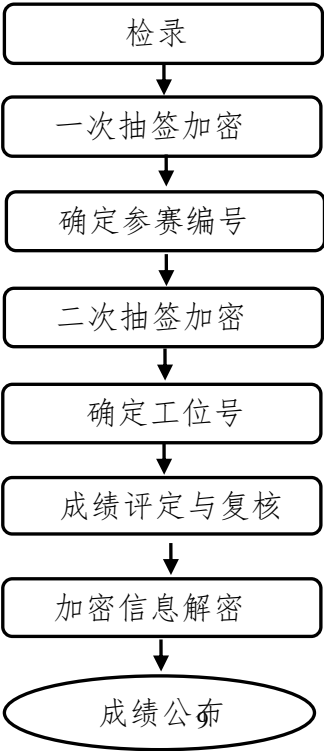 检录
一次抽签加密
确定参赛编号
二次抽签加密
确定工位号
成绩评定与复核
加密信息解密
成绩公布
9